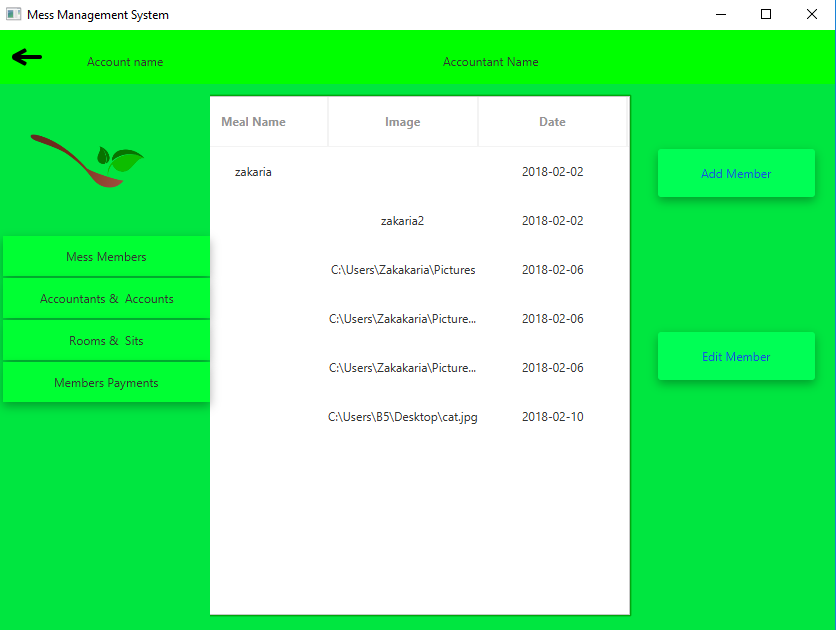 Mess Management System
Account name
Accountant Name
Meal Name Image Date
zakaria 2018-02-02
zakaria2 2018-02-02
C:\Users\Zakakaria\Pictures 2018-02-06
C:\Users\Zakakaria\Picture... 2018-02-06
C:\Users\Zakakaria\Picture... 2018-02-06
C:\Users\B5\Desktop\cat.jpg 2018-02-10
Mess Members
Accountants & Accounts
Rooms & Sits
Members Payments
Add Member
Edit Member